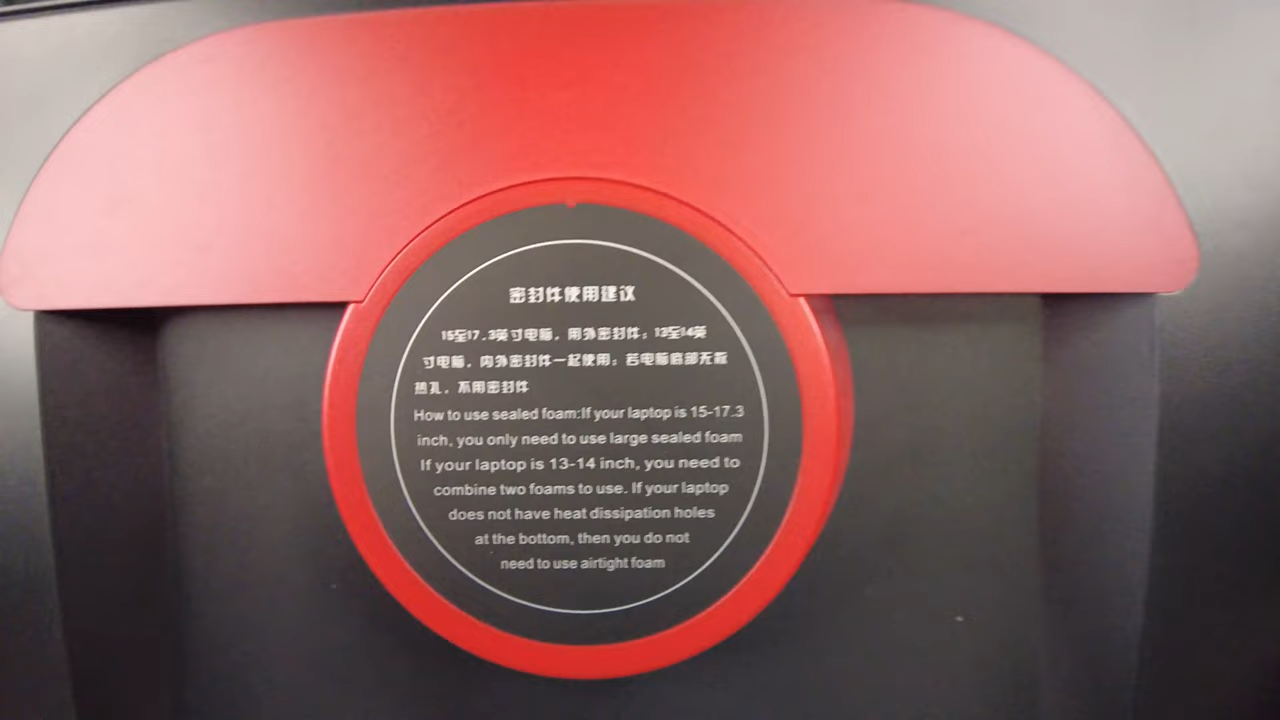 密封件使用建议
15至17.3英寸电脑，用外密封件；13至14英
寸电脑，内外密封件一起使用；若电脑底部无散
热孔，不用密封件
How to use sealed foam:If your laptop is 15-17.3
inch, you only need to use large sealed foam
If your laptop is 13-14 inch, you need to
combine two foams to use. If your laptop
does not have heat dissipation holes
at the bottom, then you do not
need to use airtight foam